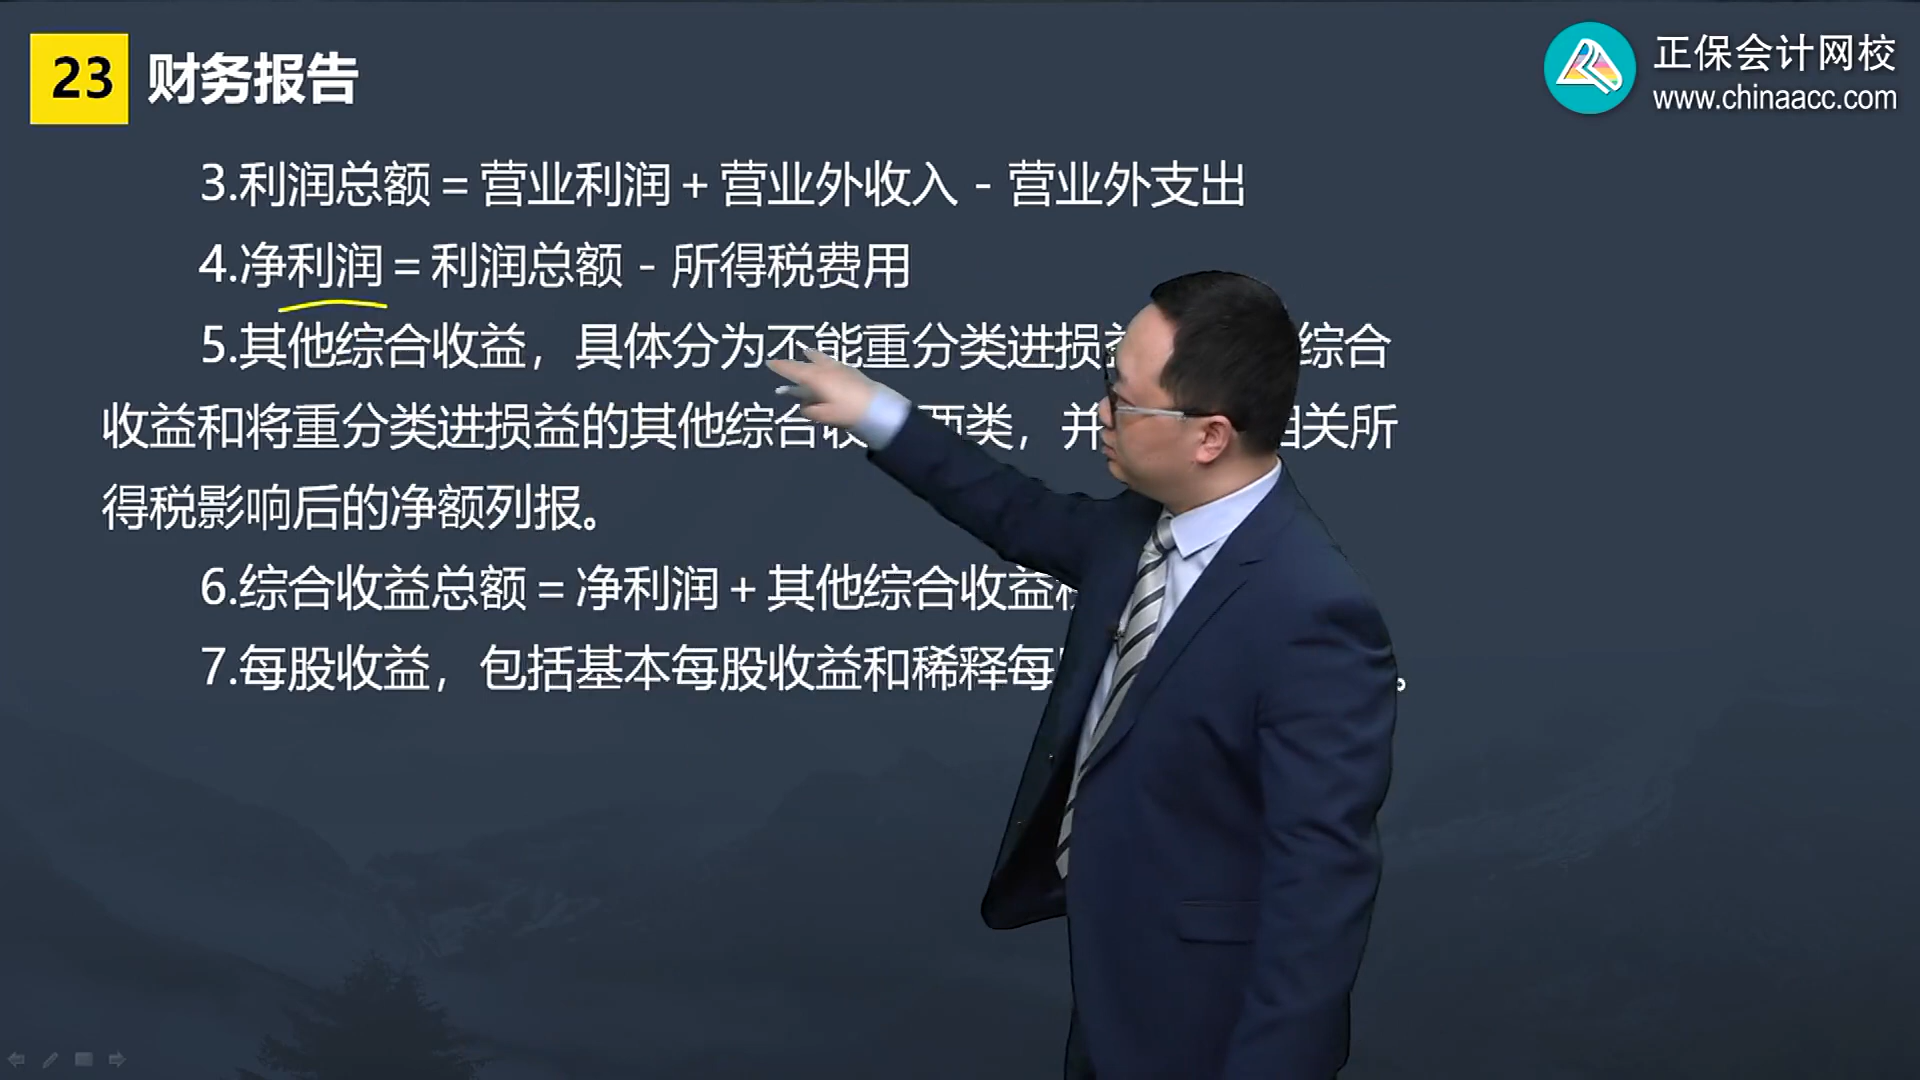 23 财务报告
正保会计网校
www.chinaacc.com
3.利润总额=营业利润+营业外收入-营业外支出
4.净利润=利润总额-所得税费用
5.其他综合收益，具体分为不能重分类进损 综合
收益和将重分类进损益的其他综合 两类，并 相关所
得税影响后的净额列报。
6.综合收益总额=净利润+其他综合收益
7.每股收益，包括基本每股收益和稀释每 。